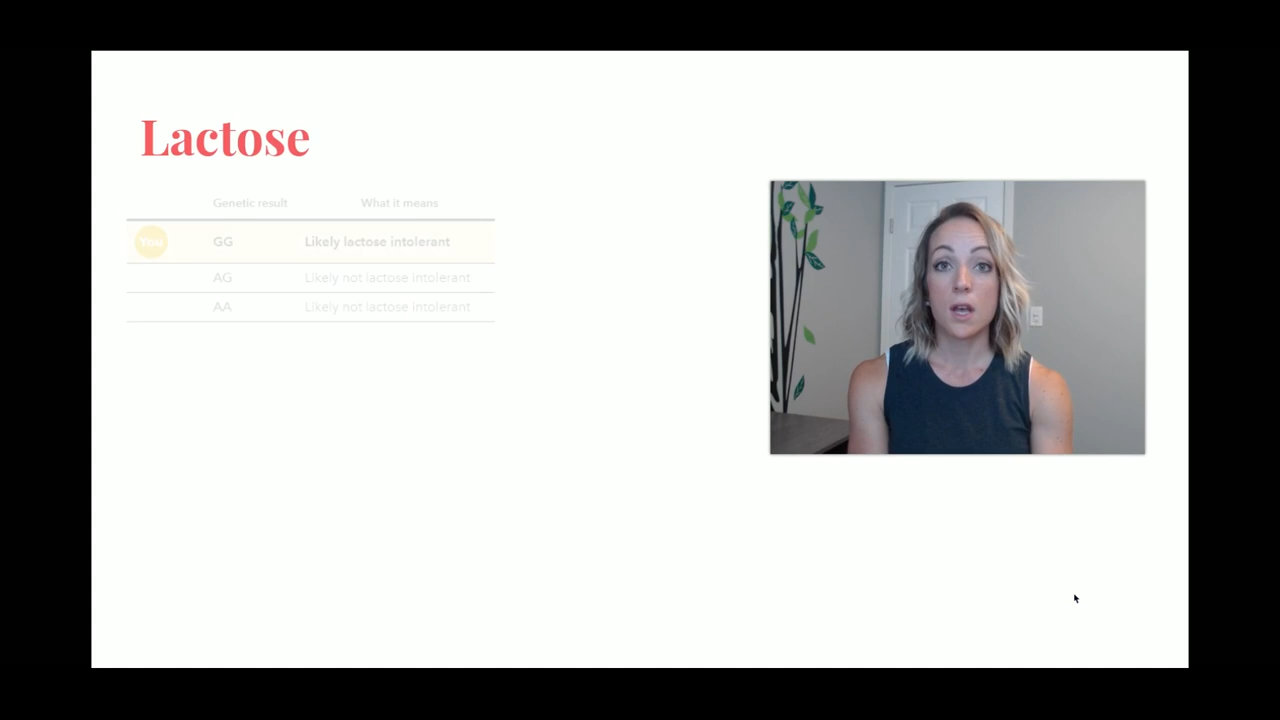 Lactose
Genetic result What it means
You GG Likely lactose intolerant
AG Likely not lactose intolerant
AA Likely not lactose intolerant